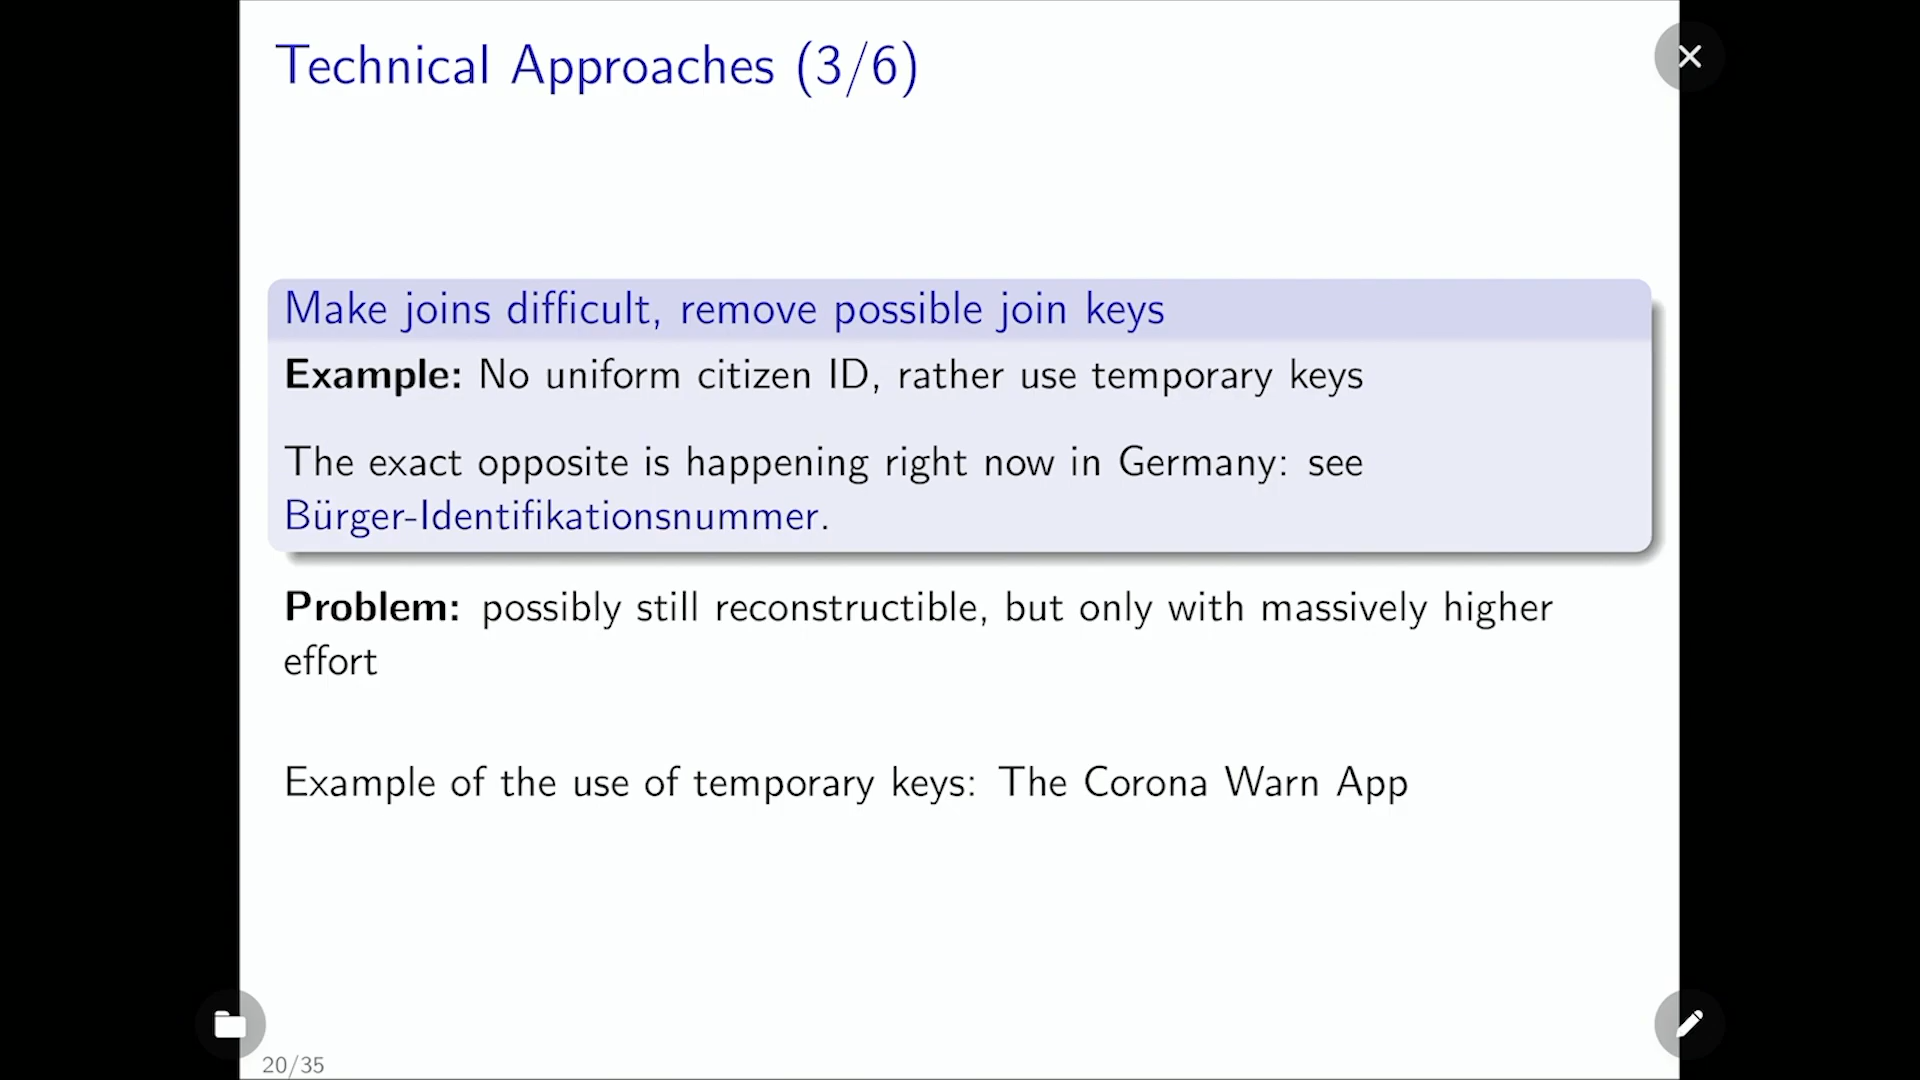 Technical Approaches (3/6)
Make joins difficult, remove possible join keys
Example: No uniform citizen ID, rather use temporary keys
The exact opposite is happening right now in Germany: see
Bürger-Identifikationsnummer.
Problem: possibly still reconstructible, but only with massively higher
effort
Example of the use of temporary keys: The Corona Warn App
20/35